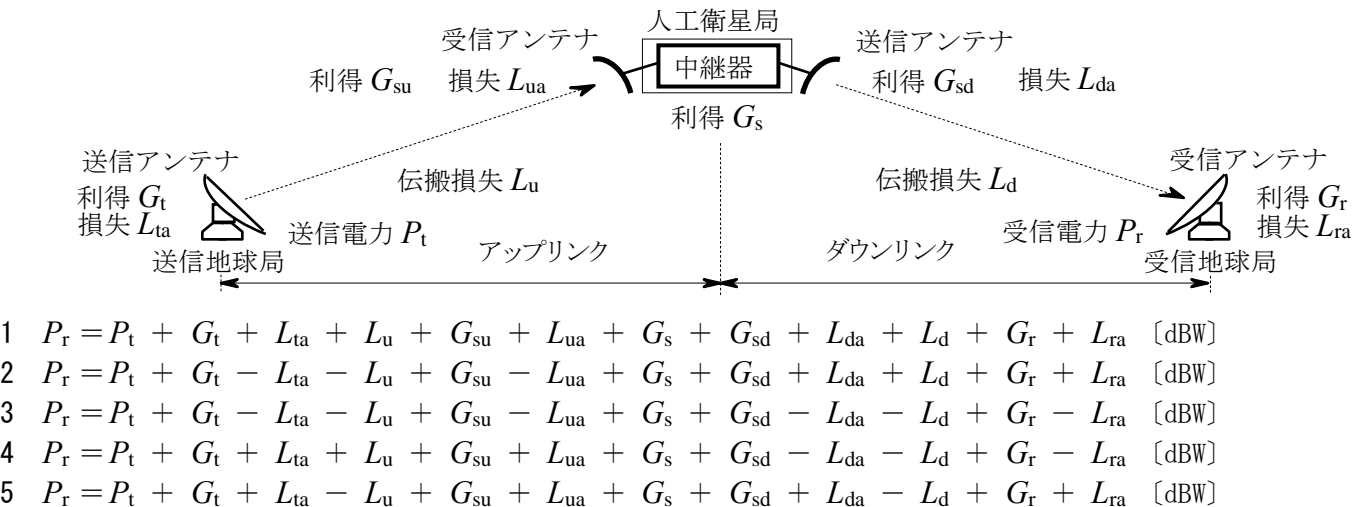 人工衛星局
受信アンテナ
送信アンテナ
中継器
利得 Gsu 損失 Lua
利得 Gsd 損失 Lda
利得 Gs
送信アンテナ
受信アンテナ
利得 Gt
伝搬損失 Lu
伝搬損失 Ld
利得 Gr
損失 Lta
送信電力 Pt
受信電力 Pr
損失 Lra
送信地球局
アップリンク
ダウンリンク
受信地球局
1 Pr＝Pt ＋ Gt ＋ Lta ＋ Lu ＋ Gsu ＋ Lua ＋ Gs ＋ Gsd ＋ Lda ＋ Ld ＋ Gr ＋ Lra 〔dBW〕
2 Pr＝Pt ＋ Gt － Lta － Lu ＋ Gsu － Lua ＋ Gs ＋ Gsd ＋ Lda ＋ Ld ＋ Gr ＋ Lra 〔dBW〕
3 Pr＝Pt ＋ Gt － Lta － Lu ＋ Gsu － Lua ＋ Gs ＋ Gsd － Lda － Ld ＋ Gr － Lra 〔dBW〕
4 Pr＝Pt ＋ Gt ＋ Lta ＋ Lu ＋ Gsu ＋ Lua ＋ Gs ＋ Gsd － Lda － Ld ＋ Gr － Lra 〔dBW〕
5 Pr＝Pt ＋ Gt ＋ Lta － Lu ＋ Gsu ＋ Lua ＋ Gs ＋ Gsd ＋ Lda － Ld ＋ Gr ＋ Lra 〔dBW〕